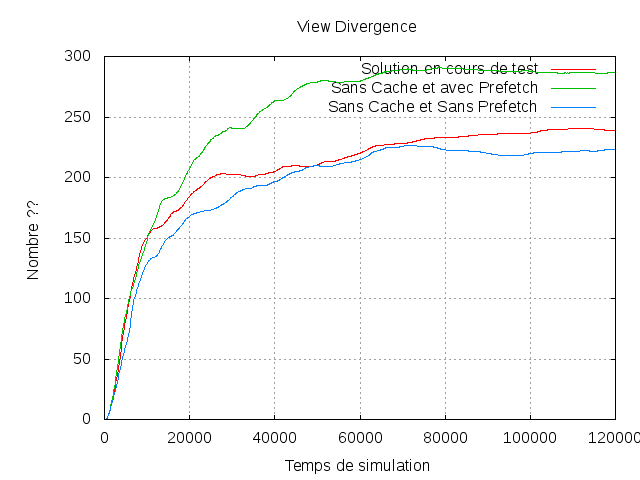 View Divergence
300
250
200
150
100
50
0
Nombre ??
Solution en cours de test
Sans Cache et avec Prefetch
Sans Cache et Sans Prefetch
0 20000 40000 60000 80000 100000 120000
Temps de simulation